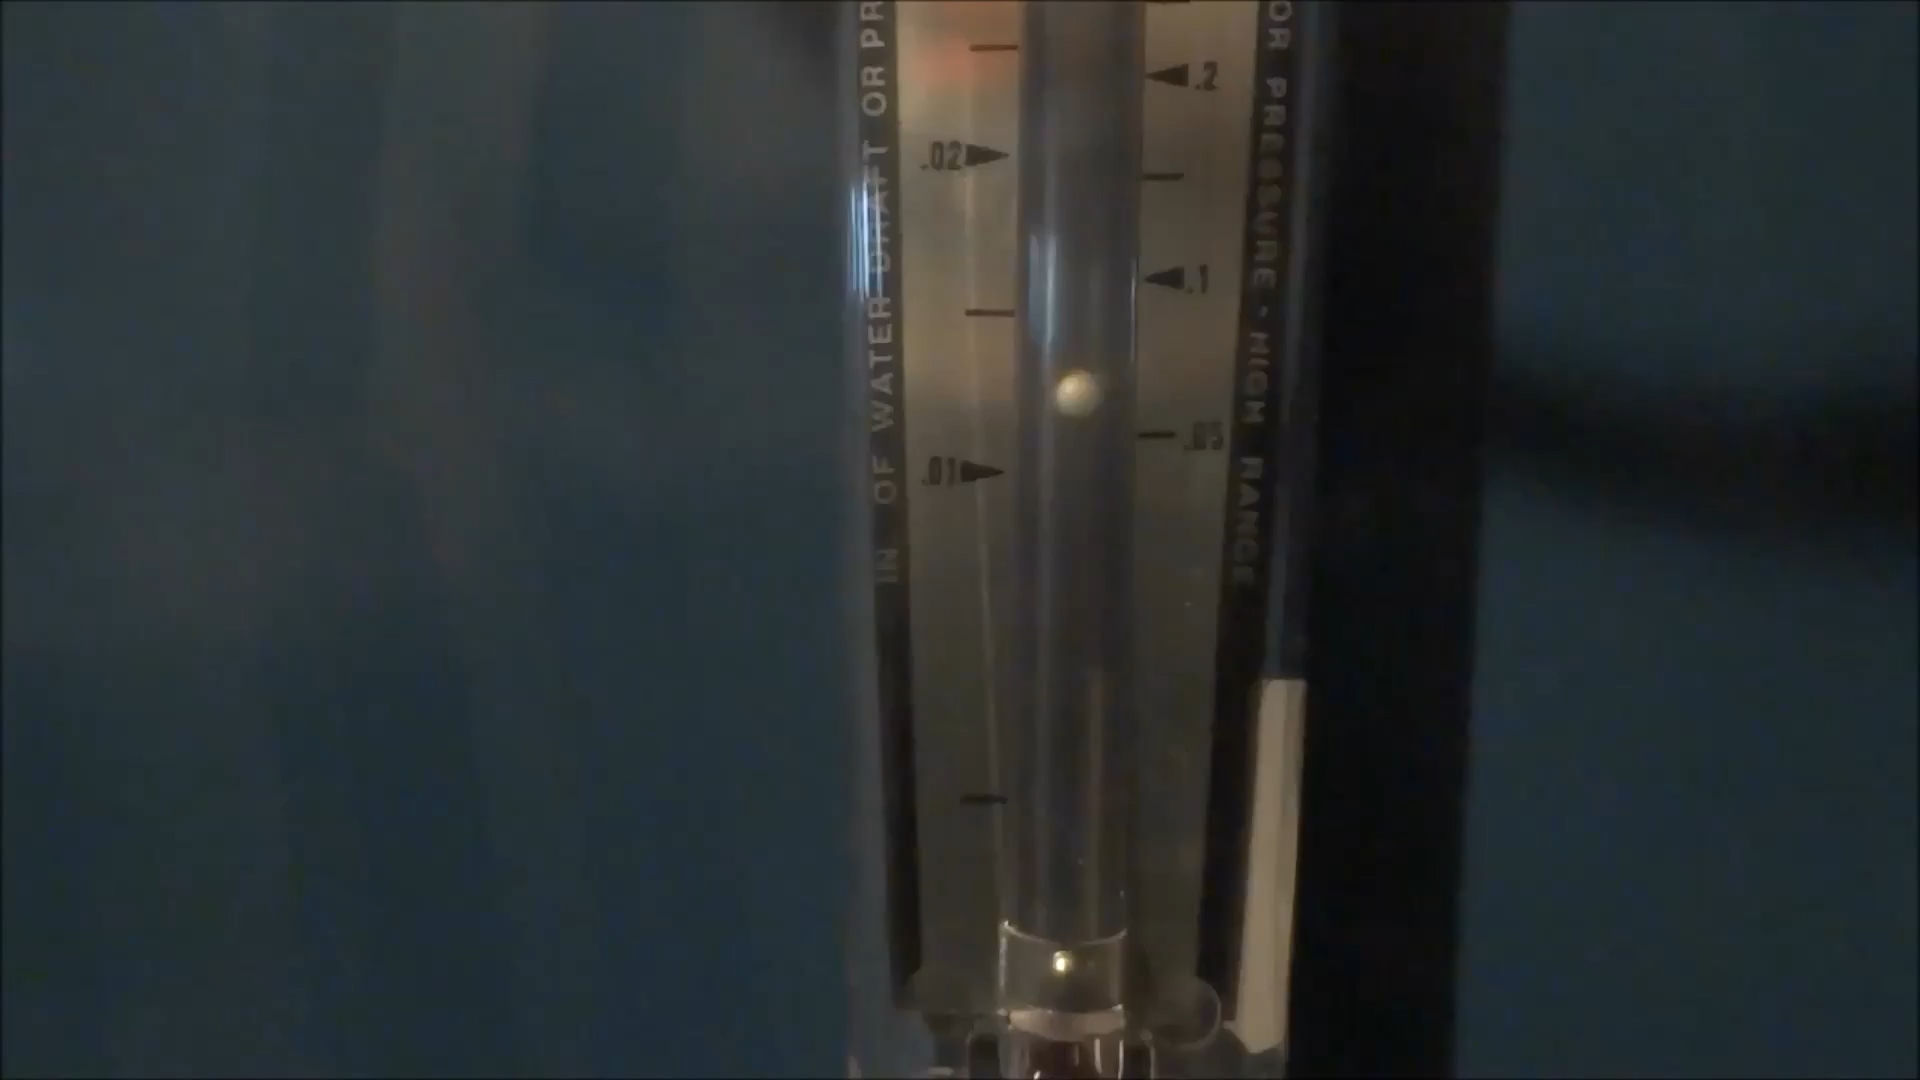 IN. OF WATER DRAFT OR PR
OR PRESSURE - HIGH RANGE
.2
.02
.1
.05
.01